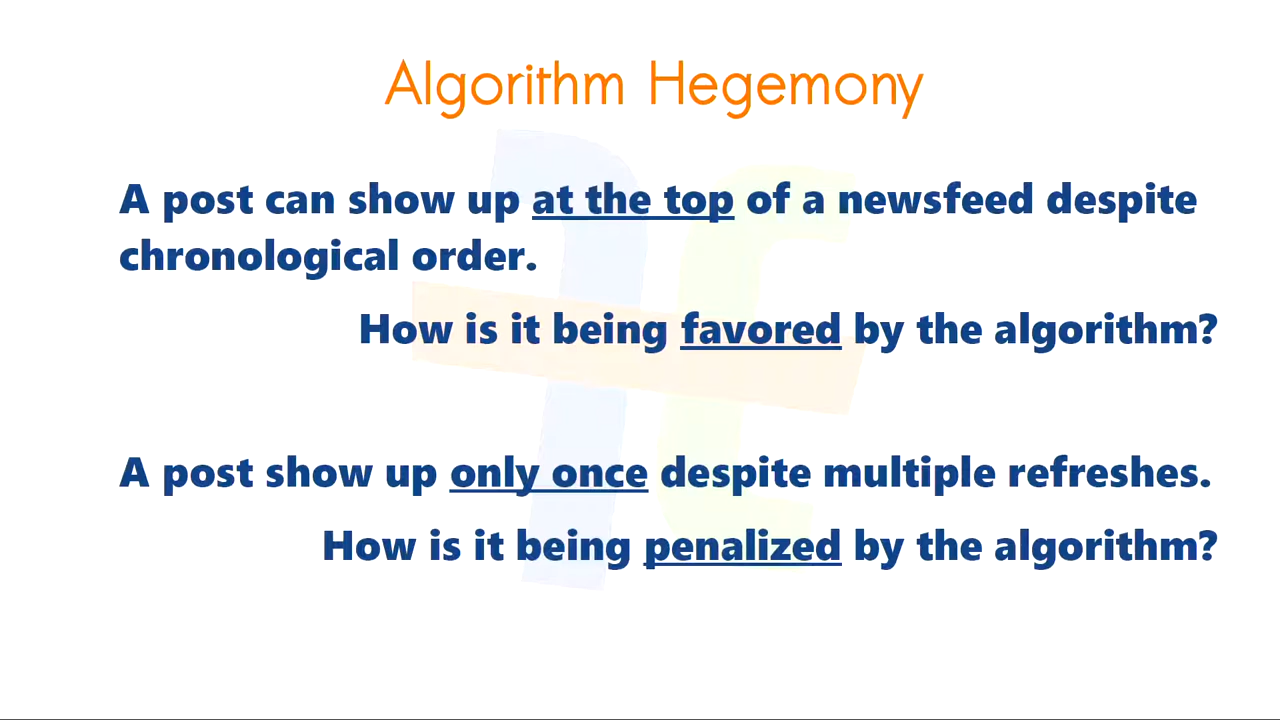 Algorithm Hegemony
A post can show up at the top of a newsfeed despite
chronological order.
How is it being favored by the algorithm?
A post show up only once despite multiple refreshes.
How is it being penalized by the algorithm?